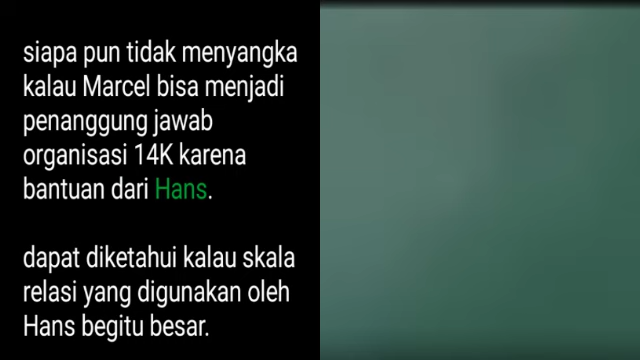 siapa pun tidak menyangka
kalau Marcel bisa menjadi
penanggung jawab
organisasi 14K karena
bantuan dari Hans.
dapat diketahui kalau skala
relasi yang digunakan oleh
Hans begitu besar.